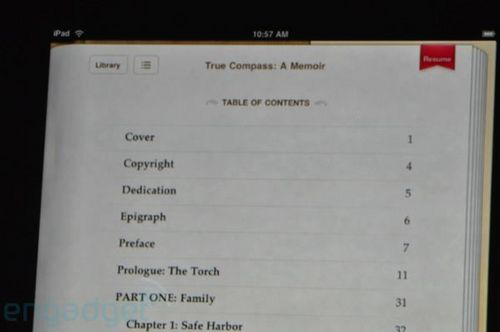 iPad 10:57 AM
Library True Compass: A Memoir Resume
TABLE OF CONTENTS
Cover 1
Copyright 4
Dedication 5
Epigraph 6
Preface 7
Prologue: The Torch 11
PART ONE: Family 31
Chapter 1: Safe Harbor 32
engadget